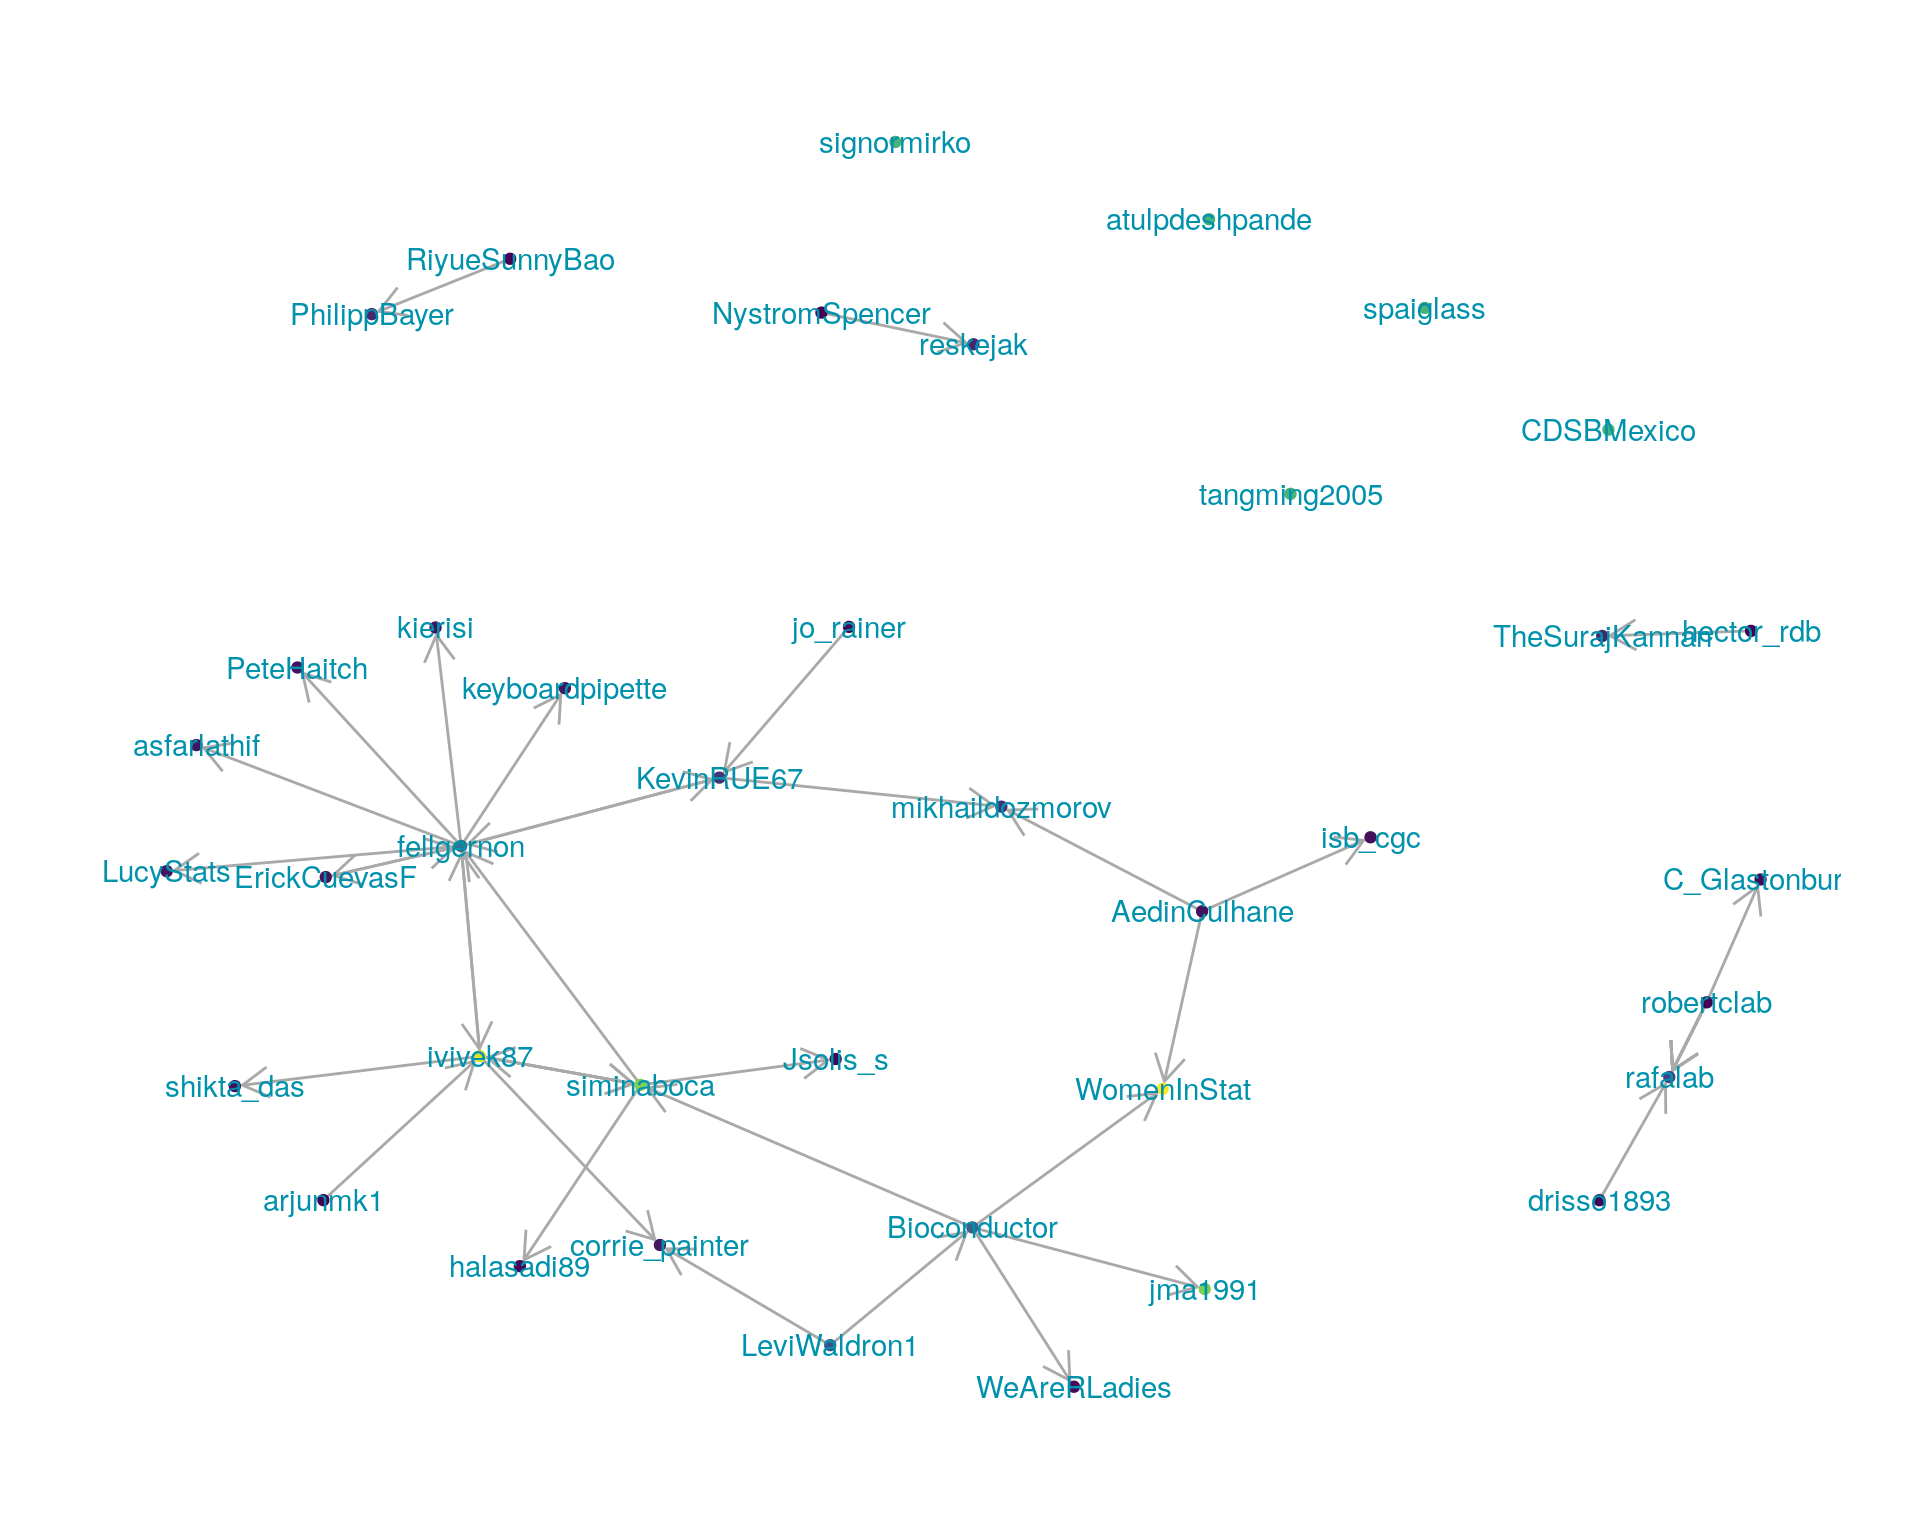 signormirko
atulpdeshpande
RiyueSunnyBao
PhilippBayer
NystromSpencer
reskejak
spaiglass
CDSBMexico
tangming2005
kierisi
jo_rainer
TheSurajKannan
hector_rdb
PeteHaitch
keyboardpipette
asfarlathif
KevinRUE67
mikhaildozmorov
isb_cgc
fellgernon
LucyStats
ErickCuevasF
C_Glastonbur
AedinCulhane
robertclab
ivivek87
Jsolis_s
rafalab
shikta_das
siminaboca
WomenInStat
arjunmk1
drisso1893
Bioconductor
corrie_painter
halasadi89
jma1991
LeviWaldron1
WeAreRLadies